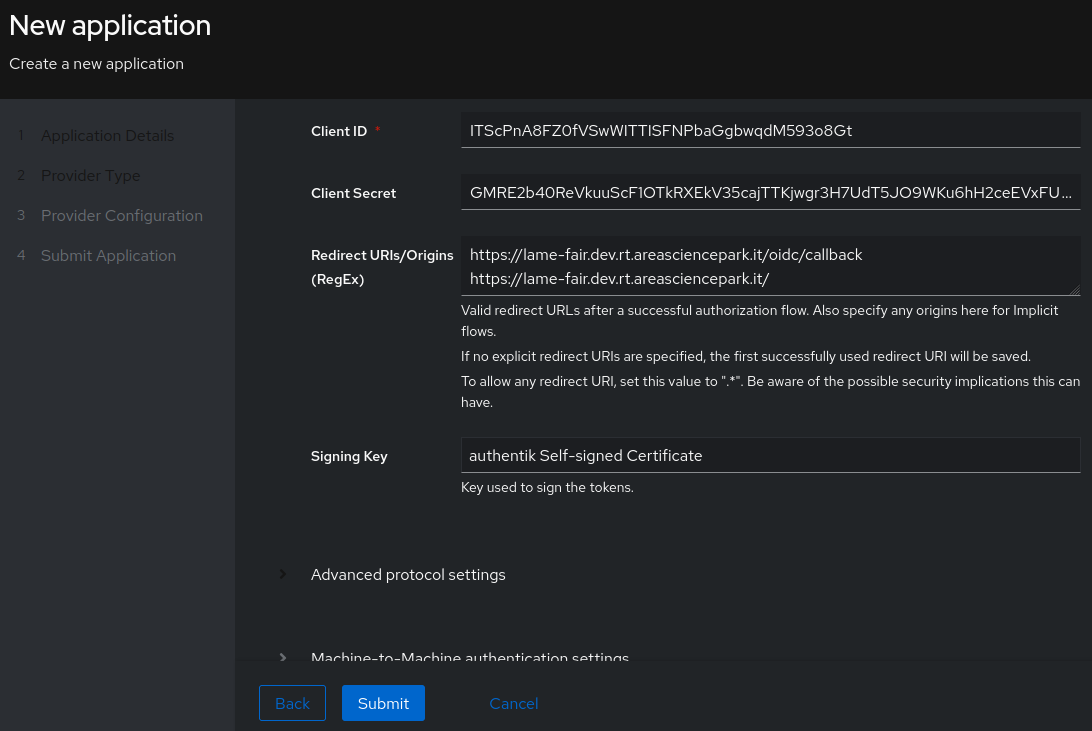 New application
Create a new application
1 Application Details
2 Provider Type
3 Provider Configuration
4 Submit Application
Client ID *
ITScPnA8FZ0fVSwWITTISFNPbaGgbwqdM593o8Gt
Client Secret
GMRE2b40ReVkuuScF1OTkRXEkV35cajTTKjwgr3H7UdT5JO9WKu6hH2ceEVxFU...
Redirect URIs/Origins
(RegEx)
https://lame-fair.dev.rt.areasciencepark.it/oidc/callback
https://lame-fair.dev.rt.areasciencepark.it/
Valid redirect URLs after a successful authorization flow. Also specify any origins here for Implicit
flows.
If no explicit redirect URIs are specified, the first successfully used redirect URI will be saved.
To allow any redirect URI, set this value to ".*". Be aware of the possible security implications this can
have.
Signing Key
authentik Self-signed Certificate
Key used to sign the tokens.
Advanced protocol settings
Machine-to-Machine authentication settings
Back
Submit
Cancel